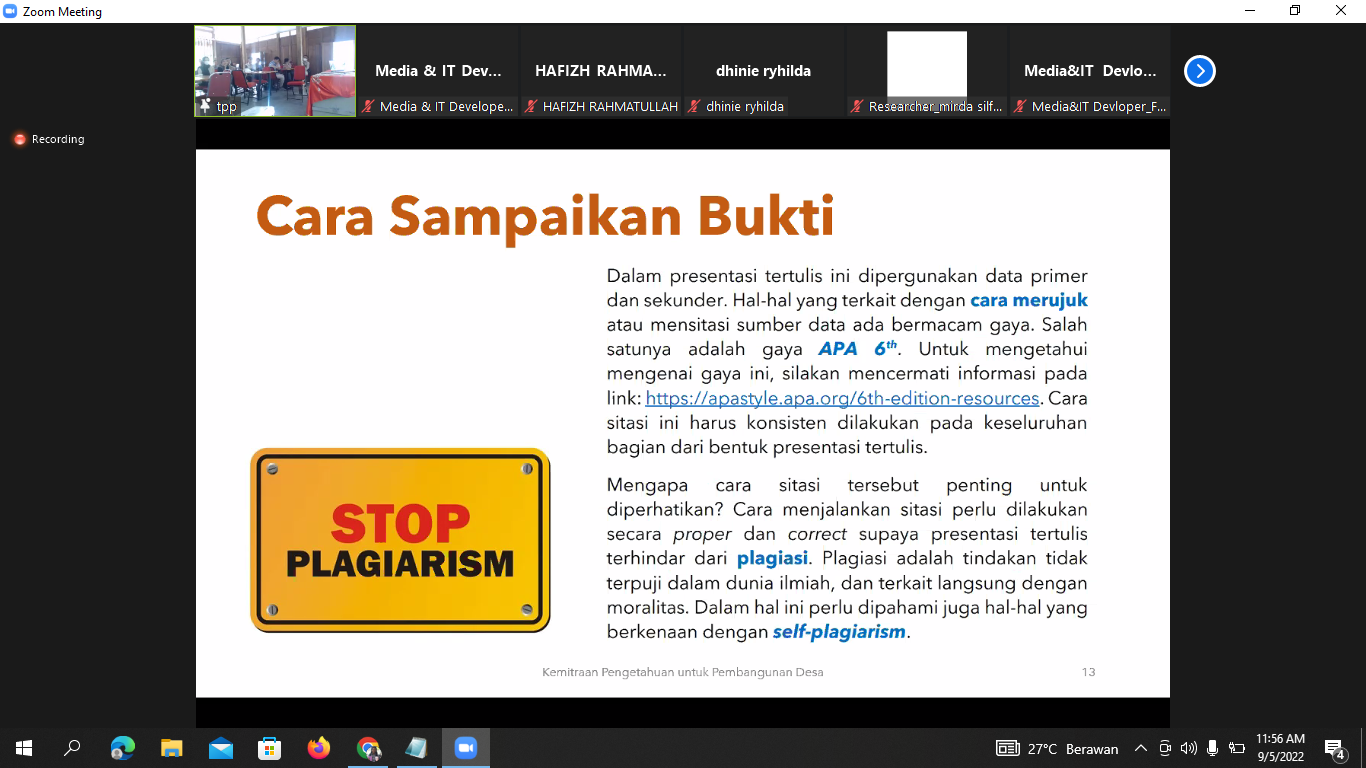 Zoom Meeting
Media & IT Dev...
HAFIZH RAHMA...
dhinie ryhilda
Media&IT Devlo...
tpp
Media & IT Develope...
HAFIZH RAHMATULLAH
dhinie ryhilda
Researcher_mirda silf...
Media&IT Devloper_F...
Recording
Cara Sampaikan Bukti
Dalam presentasi tertulis ini dipergunakan data primer
dan sekunder. Hal-hal yang terkait dengan cara merujuk
atau mensitasi sumber data ada bermacam gaya. Salah
satunya adalah gaya APA 6th. Untuk mengetahui
mengenai gaya ini, silakan mencermati informasi pada
link: https://apastyle.apa.org/6th-edition-resources. Cara
sitasi ini harus konsisten dilakukan pada keseluruhan
bagian dari bentuk presentasi tertulis.
Mengapa cara sitasi tersebut penting untuk
diperhatikan? Cara menjalankan sitasi perlu dilakukan
secara proper dan correct supaya presentasi tertulis
terhindar dari plagiasi. Plagiasi adalah tindakan tidak
terpuji dalam dunia ilmiah, dan terkait langsung dengan
moralitas. Dalam hal ini perlu dipahami juga hal-hal yang
berkenaan dengan self-plagiarism.
STOP
PLAGIARISM
Kemitraan Pengetahuan untuk Pembangunan Desa
13
27°C Berawan
11:56 AM
9/5/2022
4